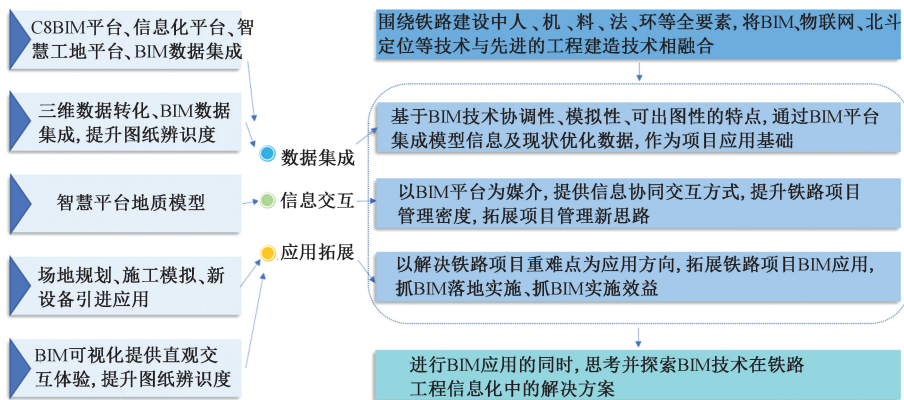 C8BIM平台、信息化平台、智
慧工地平台、BIM数据集成
三维数据转化、BIM数据
集成,提升图纸辨识度
智慧平台地质模型
场地规划、施工模拟、新
设备引进应用
BIM可视化提供直观交
互体验,提升图纸辨识度
数据集成
信息交互
应用拓展
围绕铁路建设中人、机、料、法、环等全要素,将BIM,物联网、北斗
定位等技术与先进的工程建造技术相融合
基于BIM技术协调性、模拟性、可出图性的特点,通过BIM平台
集成模型信息及现状优化数据,作为项目应用基础
以BIM平台为媒介,提供信息协同交互方式,提升铁路项目
管理密度,拓展项目管理新思路
以解决铁路项目重难点为应用方向,拓展铁路项目BIM应用,
抓BIM落地实施、抓BIM实施效益
进行BIM应用的同时,思考并探索BIM技术在铁路
工程信息化中的解决方案